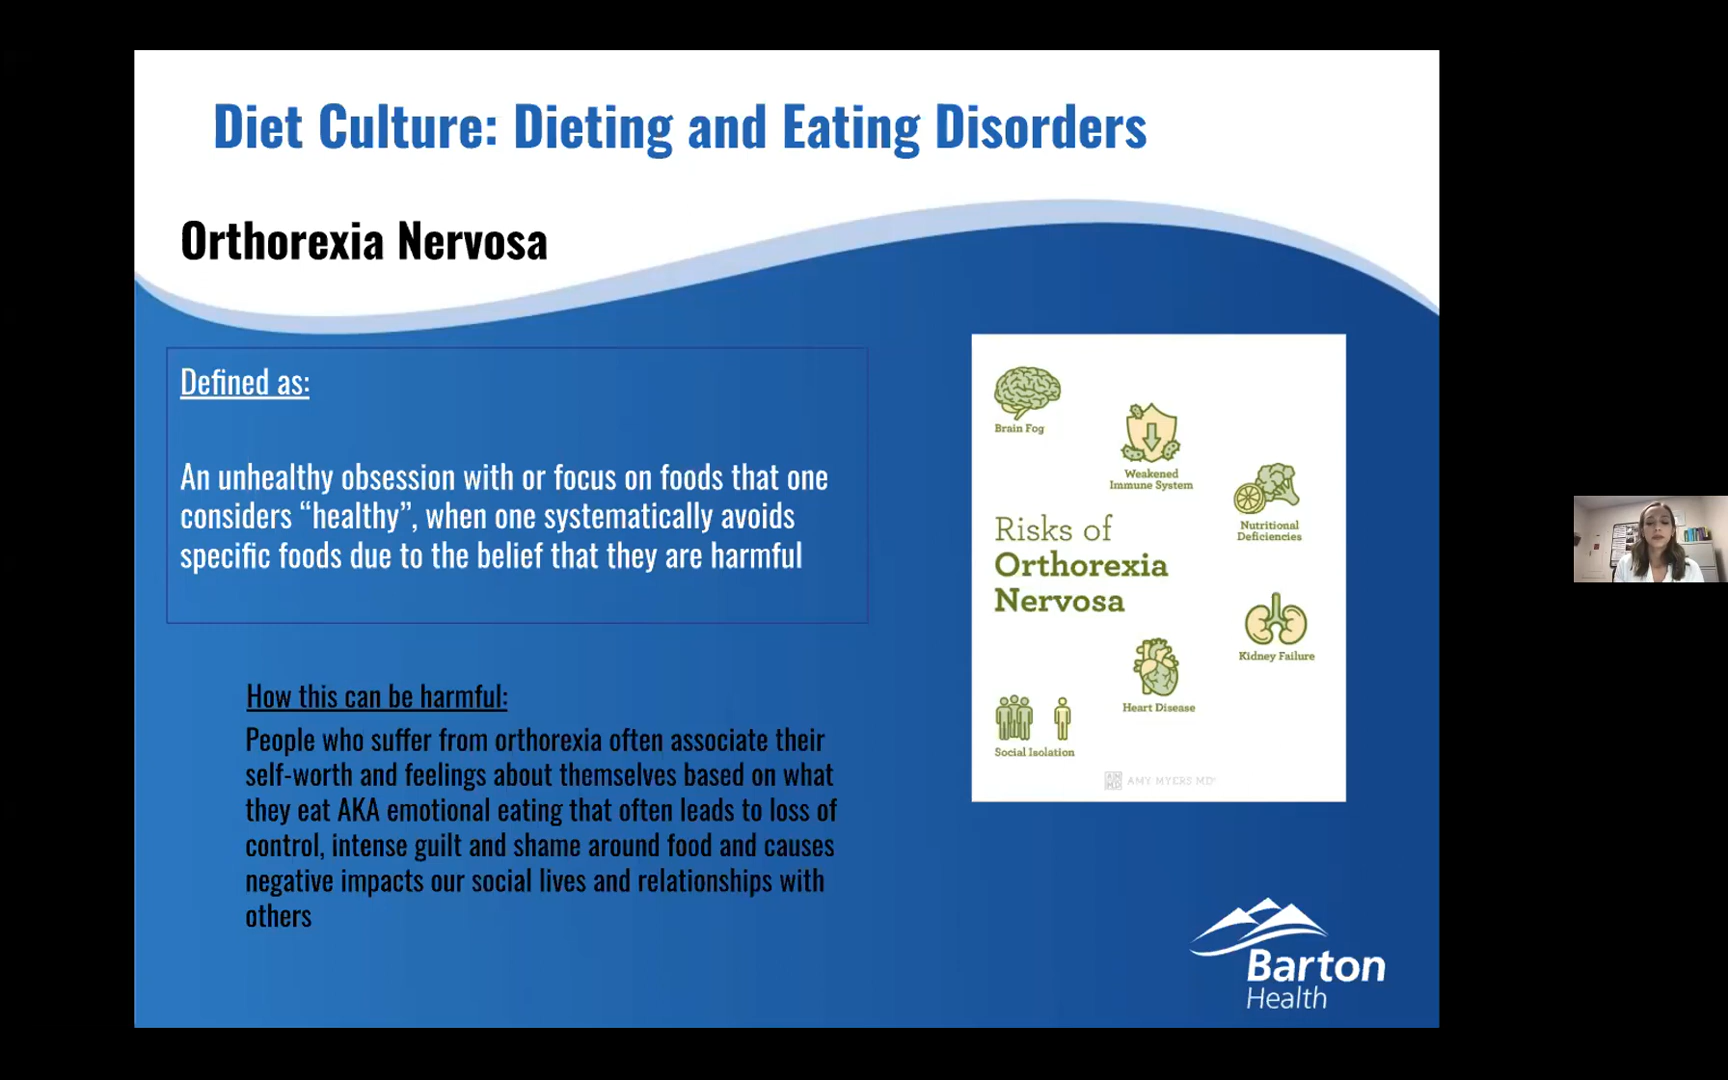 Diet Culture: Dieting and Eating Disorders
Orthorexia Nervosa
Defined as:
An unhealthy obsession with or focus on foods that one
considers “healthy”, when one systematically avoids
specific foods due to the belief that they are harmful
How this can be harmful:
People who suffer from orthorexia often associate their
self-worth and feelings about themselves based on what
they eat AKA emotional eating that often leads to loss of
control, intense guilt and shame around food and causes
negative impacts our social lives and relationships with
others
Brain Fog
Weakened
Immune System
Nutritional
Deficiencies
Risks of
Orthorexia
Nervosa
Kidney Failure
Heart Disease
Social Isolation
AMY MYERS MD
Barton
Health